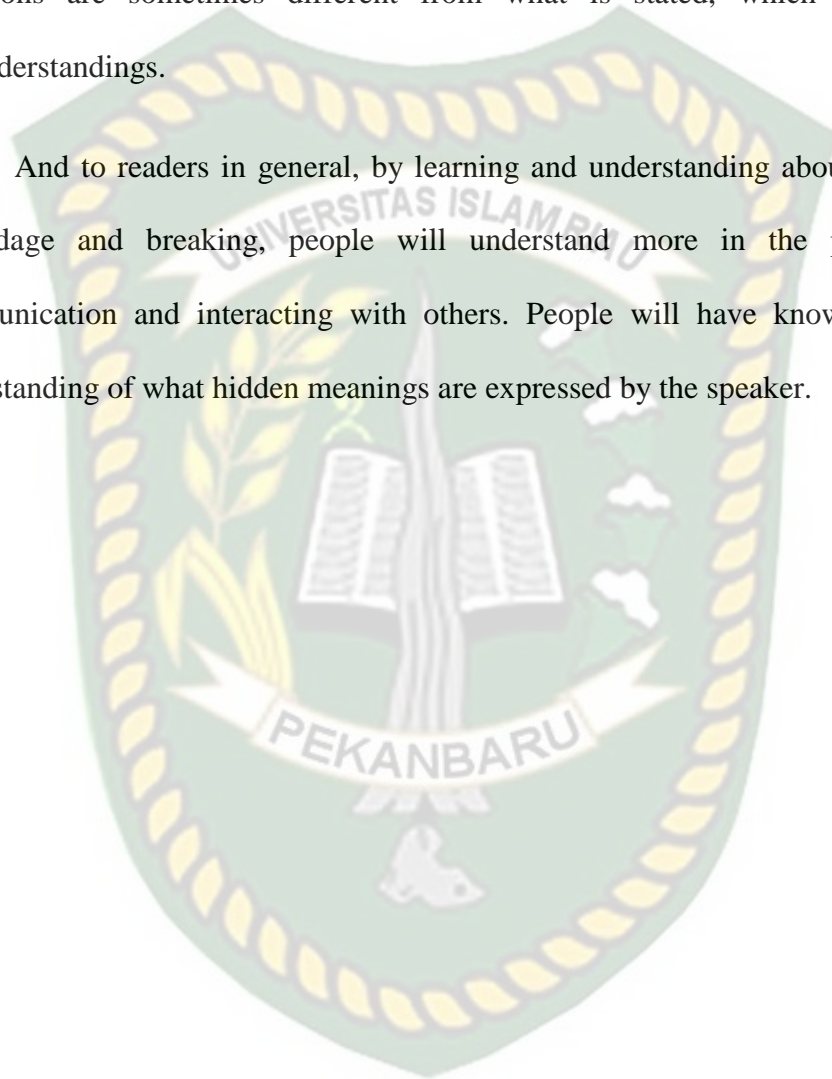 ons are sometimes different from what is stated, which
derstandings.
And to readers in general, by learning and understanding abou
dage and breaking, people will understand more in the
unication and interacting with others. People will have know
standing of what hidden meanings are expressed by the speaker.
UNIVERSITAS ISLAM RIAU
PEKANBARU